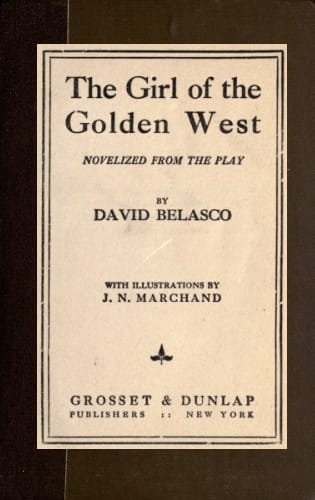 The Girl of the
Golden West
NOVELIZED FROM THE PLAY
BY
DAVID BELASCO
WITH ILLUSTRATIONS BY
J. N. MARCHAND
GROSSET & DUNLAP
PUBLISHERS :: NEW YORK